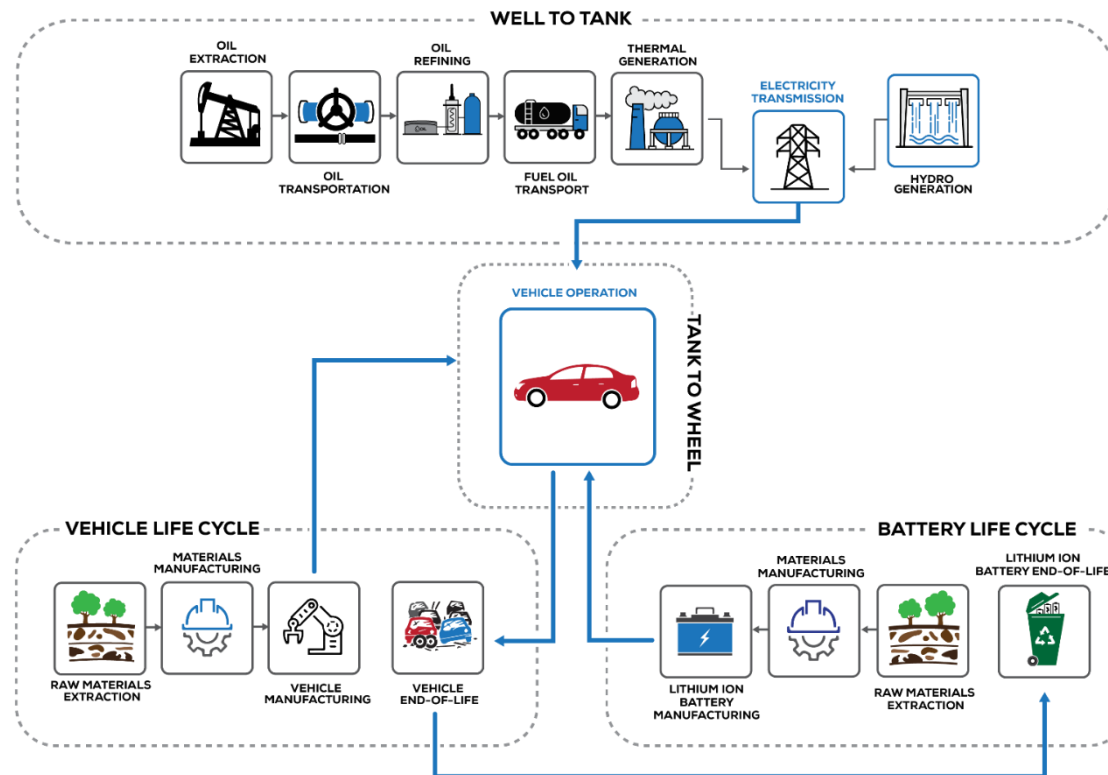 WELL TO TANK
OIL
EXTRACTION
OIL
TRANSPORTATION
OIL
REFINING
FUEL OIL
TRANSPORT
THERMAL
GENERATION
ELECTRICITY
TRANSMISSION
HYDRO
GENERATION
VEHICLE OPERATION
TANK TO WHEEL
VEHICLE LIFE CYCLE
RAW MATERIALS
EXTRACTION
MATERIALS
MANUFACTURING
VEHICLE
MANUFACTURING
VEHICLE
END-OF-LIFE
BATTERY LIFE CYCLE
LITHIUM ION
BATTERY
MANUFACTURING
MATERIALS
MANUFACTURING
RAW MATERIALS
EXTRACTION
LITHIUM ION
BATTERY END-OF-LIFE